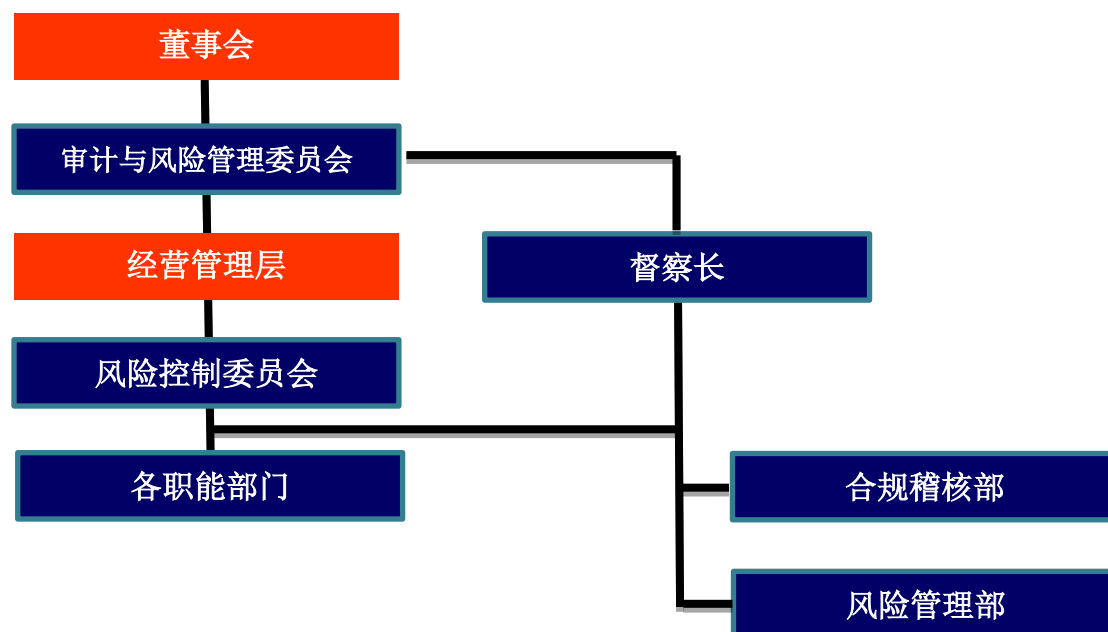 董事会
审计与风险管理委员会
经营管理层
督察长
风险控制委员会
各职能部门
合规稽核部
风险管理部